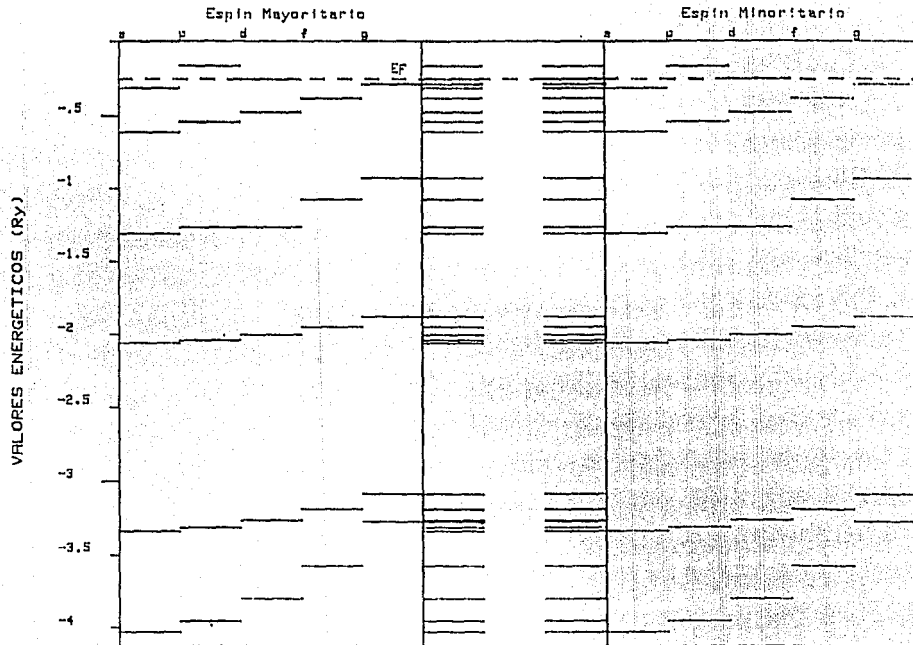 Espin Mayoritario
Espin Minoritario
s p d f g
s p d f g
EF
-.5
-1
-1.5
-2
-2.5
-3
-3.5
-4
VALORES ENERGETICOS (Ry)